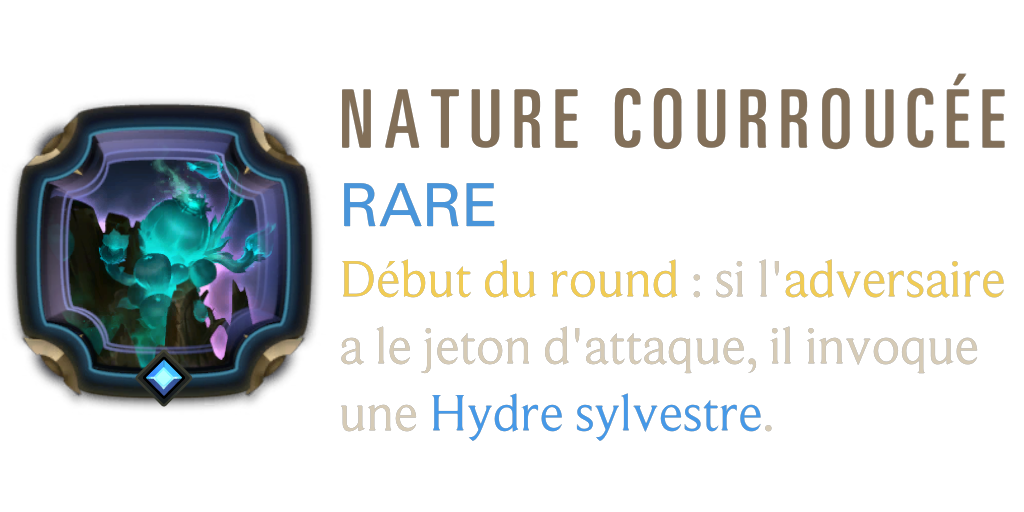 NATURE COURROUCÉE
RARE
Début du round : si l'adversaire
a le jeton d'attaque, il invoque
une Hydre sylvestre.